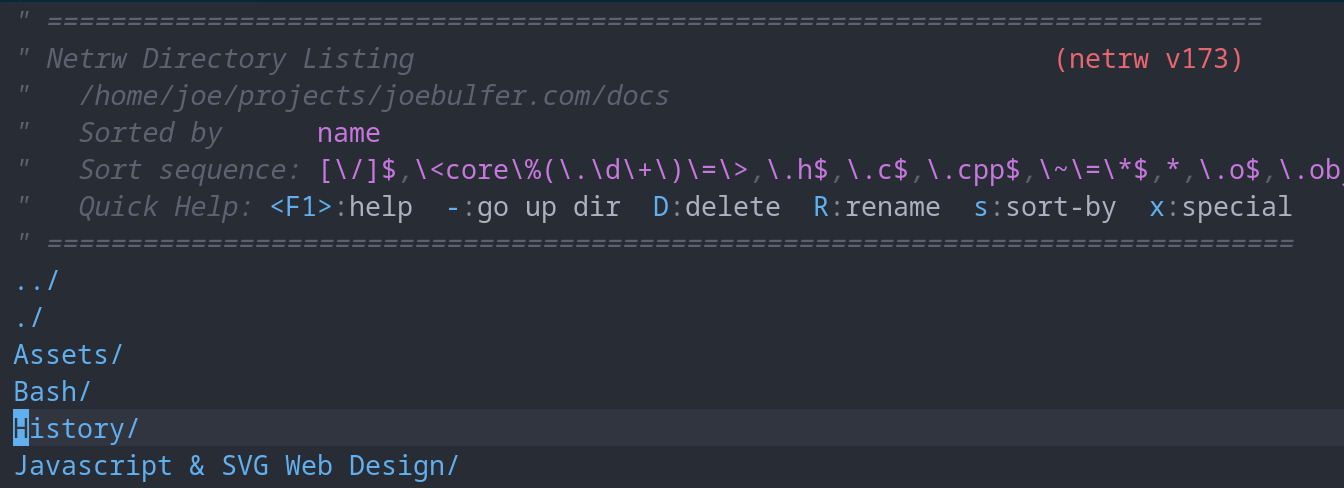 " ============================================================================
" Netrw Directory Listing                                        (netrw v173)
"   /home/joe/projects/joebulfer.com/docs
"   Sorted by      name
"   Sort sequence: [\/]$,\<core\%(\.\d\+\)\=\>,\.h$,\.c$,\.cpp$,\~\=\*$,*,\.o$,\.ob
"   Quick Help: <F1>:help  -:go up dir  D:delete  R:rename  s:sort-by  x:special
" ==============================================================================
../
./
Assets/
Bash/
History/
Javascript & SVG Web Design/